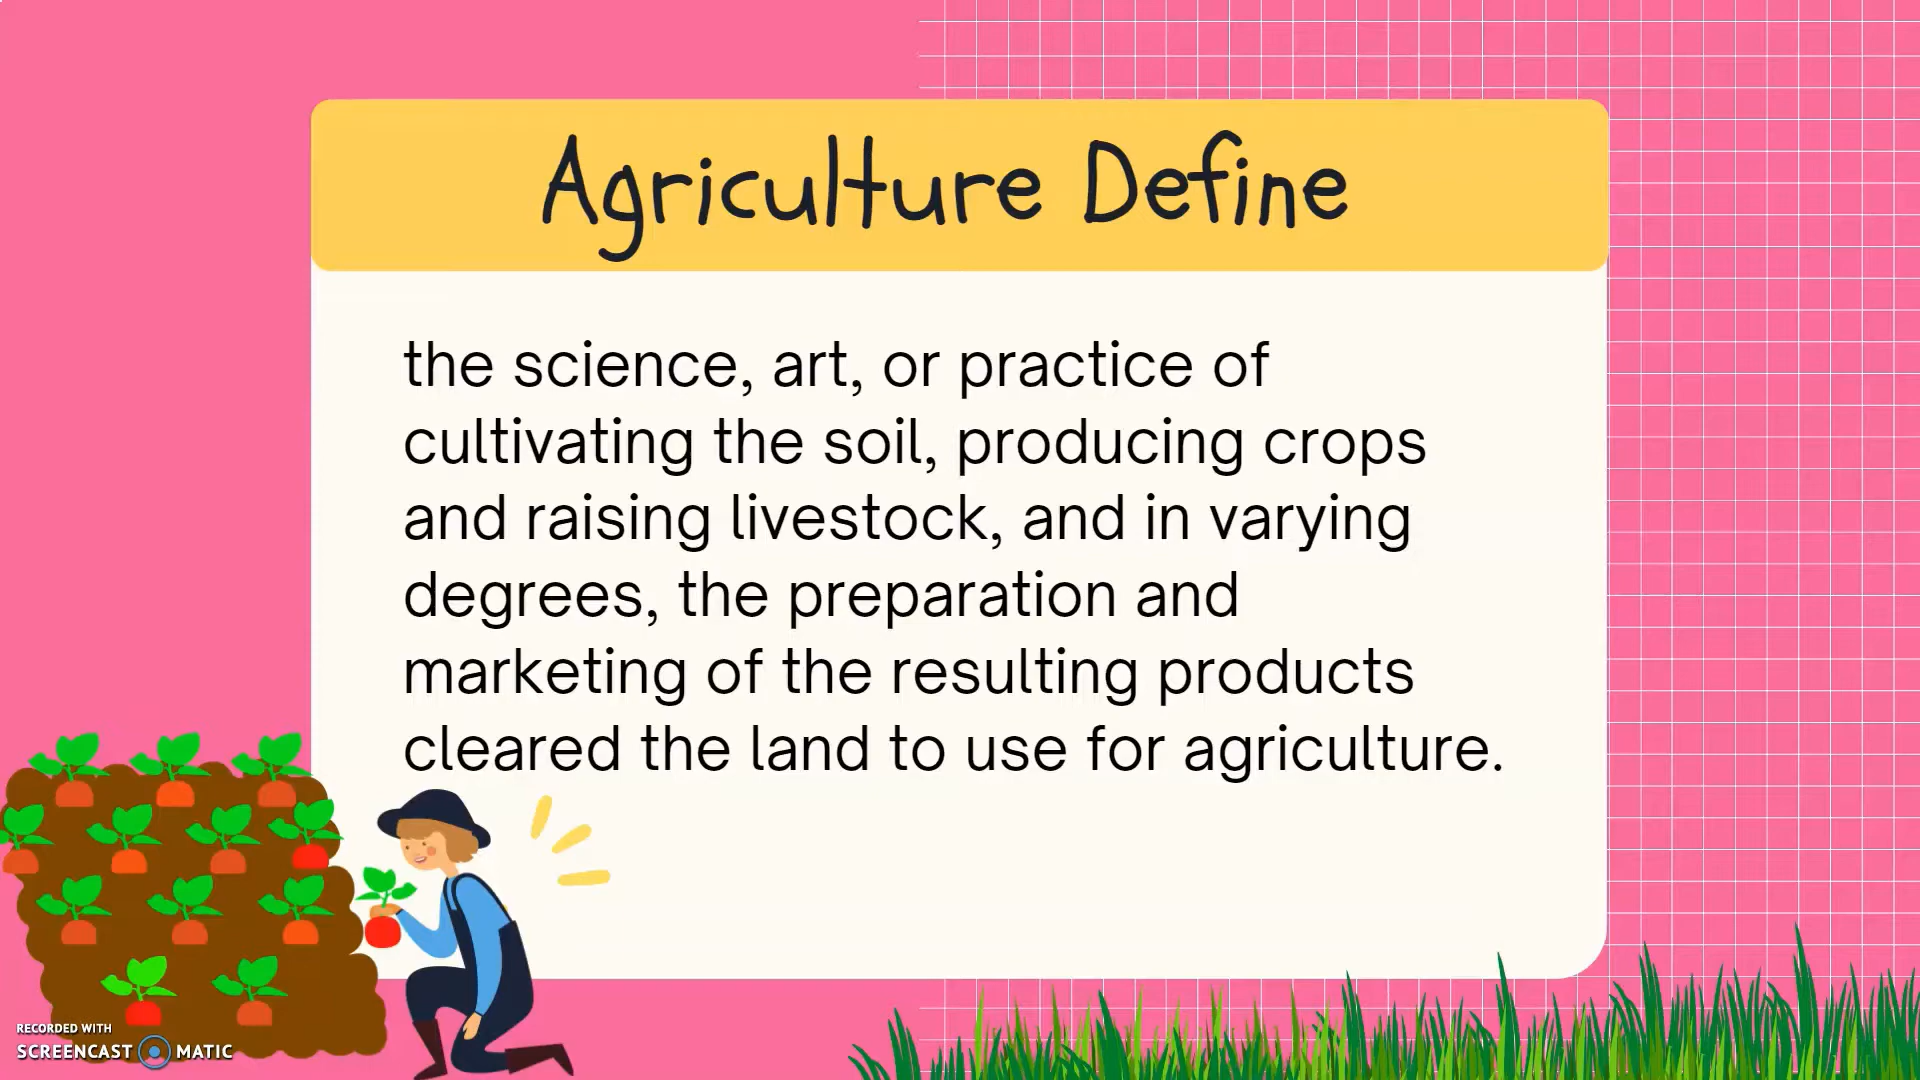 Agriculture Define
the science, art, or practice of
cultivating the soil, producing crops
and raising livestock, and in varying
degrees, the preparation and
marketing of the resulting products
cleared the land to use for agriculture.
RECORDED WITH
SCREENCAST MATIC